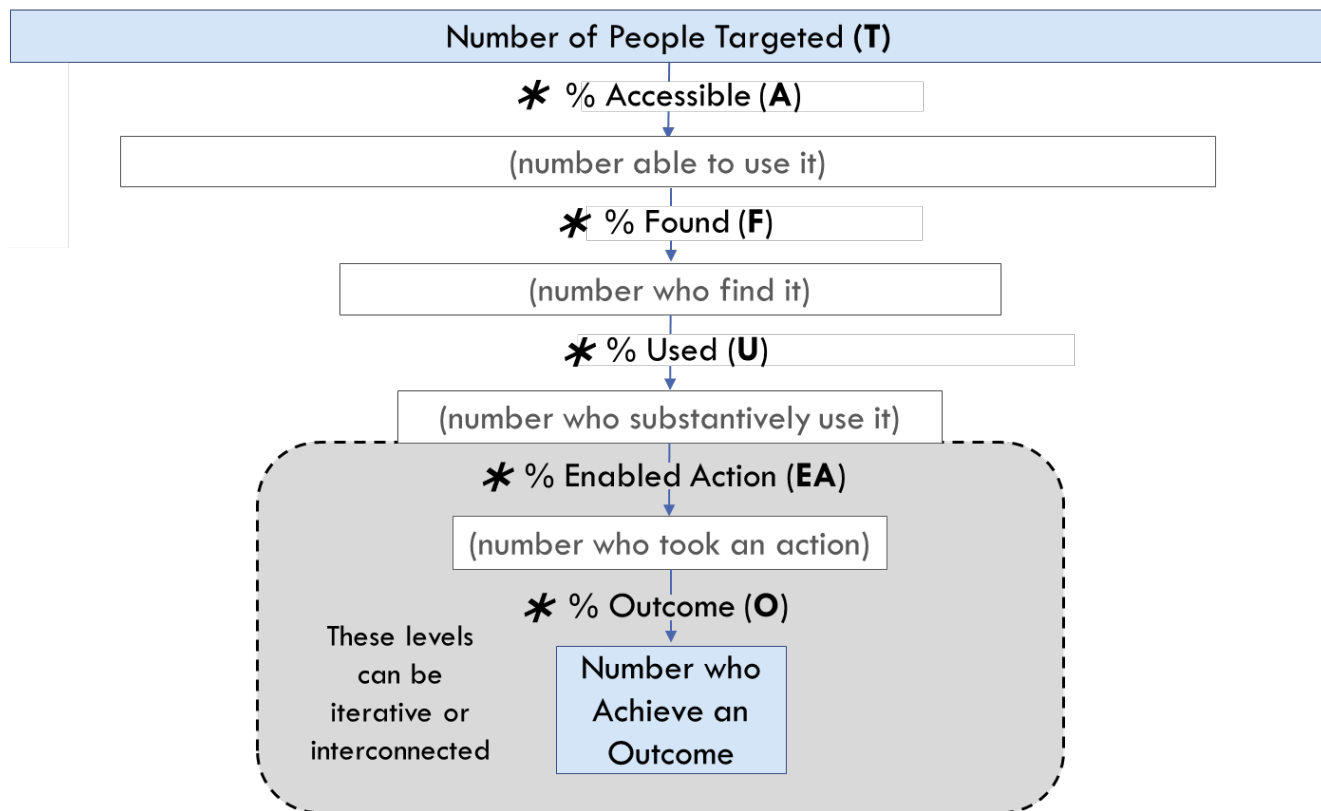 Number of People Targeted (T)
* % Accessible (A)
(number able to use it)
* % Found (F)
(number who find it)
* % Used (U)
(number who substantively use it)
* % Enabled Action (EA)
(number who took an action)
* % Outcome (O)
These levels
can be
iterative or
interconnected
Number who
Achieve an
Outcome